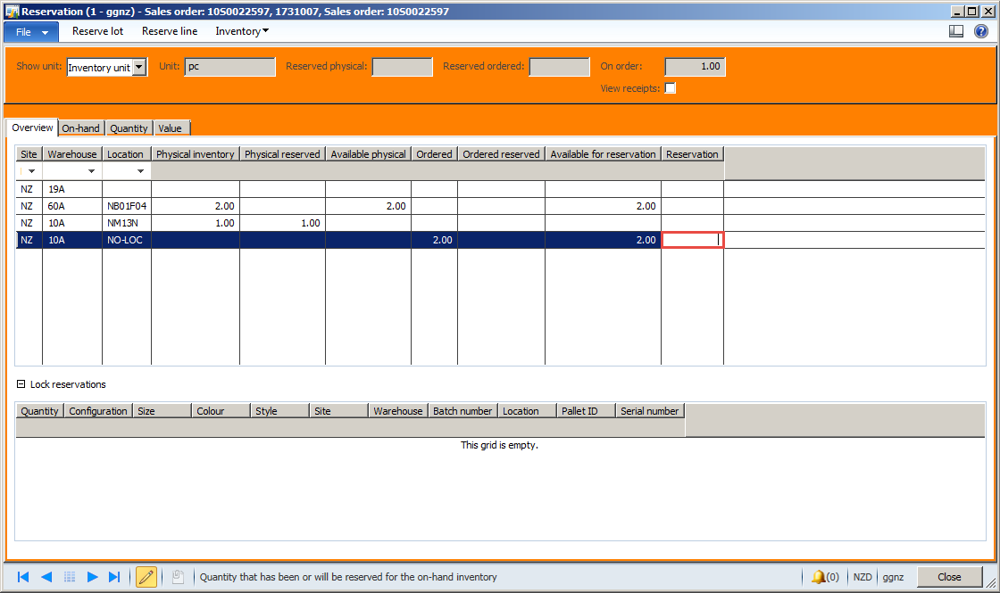 Reservation (1 - ggnz) - Sales order: 10S0022597, 1731007, Sales order: 10S0022597
File Reserve lot Reserve line Inventory
Show unit: Inventory unit Unit: pc Reserved physical: Reserved ordered: On order: 1.00
View receipts:
Overview On-hand Quantity Value
Site Warehouse Location Physical inventory Physical reserved Available physical Ordered Ordered reserved Available for reservation Reservation
NZ 19A
NZ 60A NB01F04 2.00 2.00 2.00
NZ 10A NM13N 1.00 1.00
NZ 10A NO-LOC 2.00 2.00
Lock reservations
Quantity Configuration Size Colour Style Site Warehouse Batch number Location Pallet ID Serial number
This grid is empty.
Quantity that has been or will be reserved for the on-hand inventory (0) NZD ggnz Close